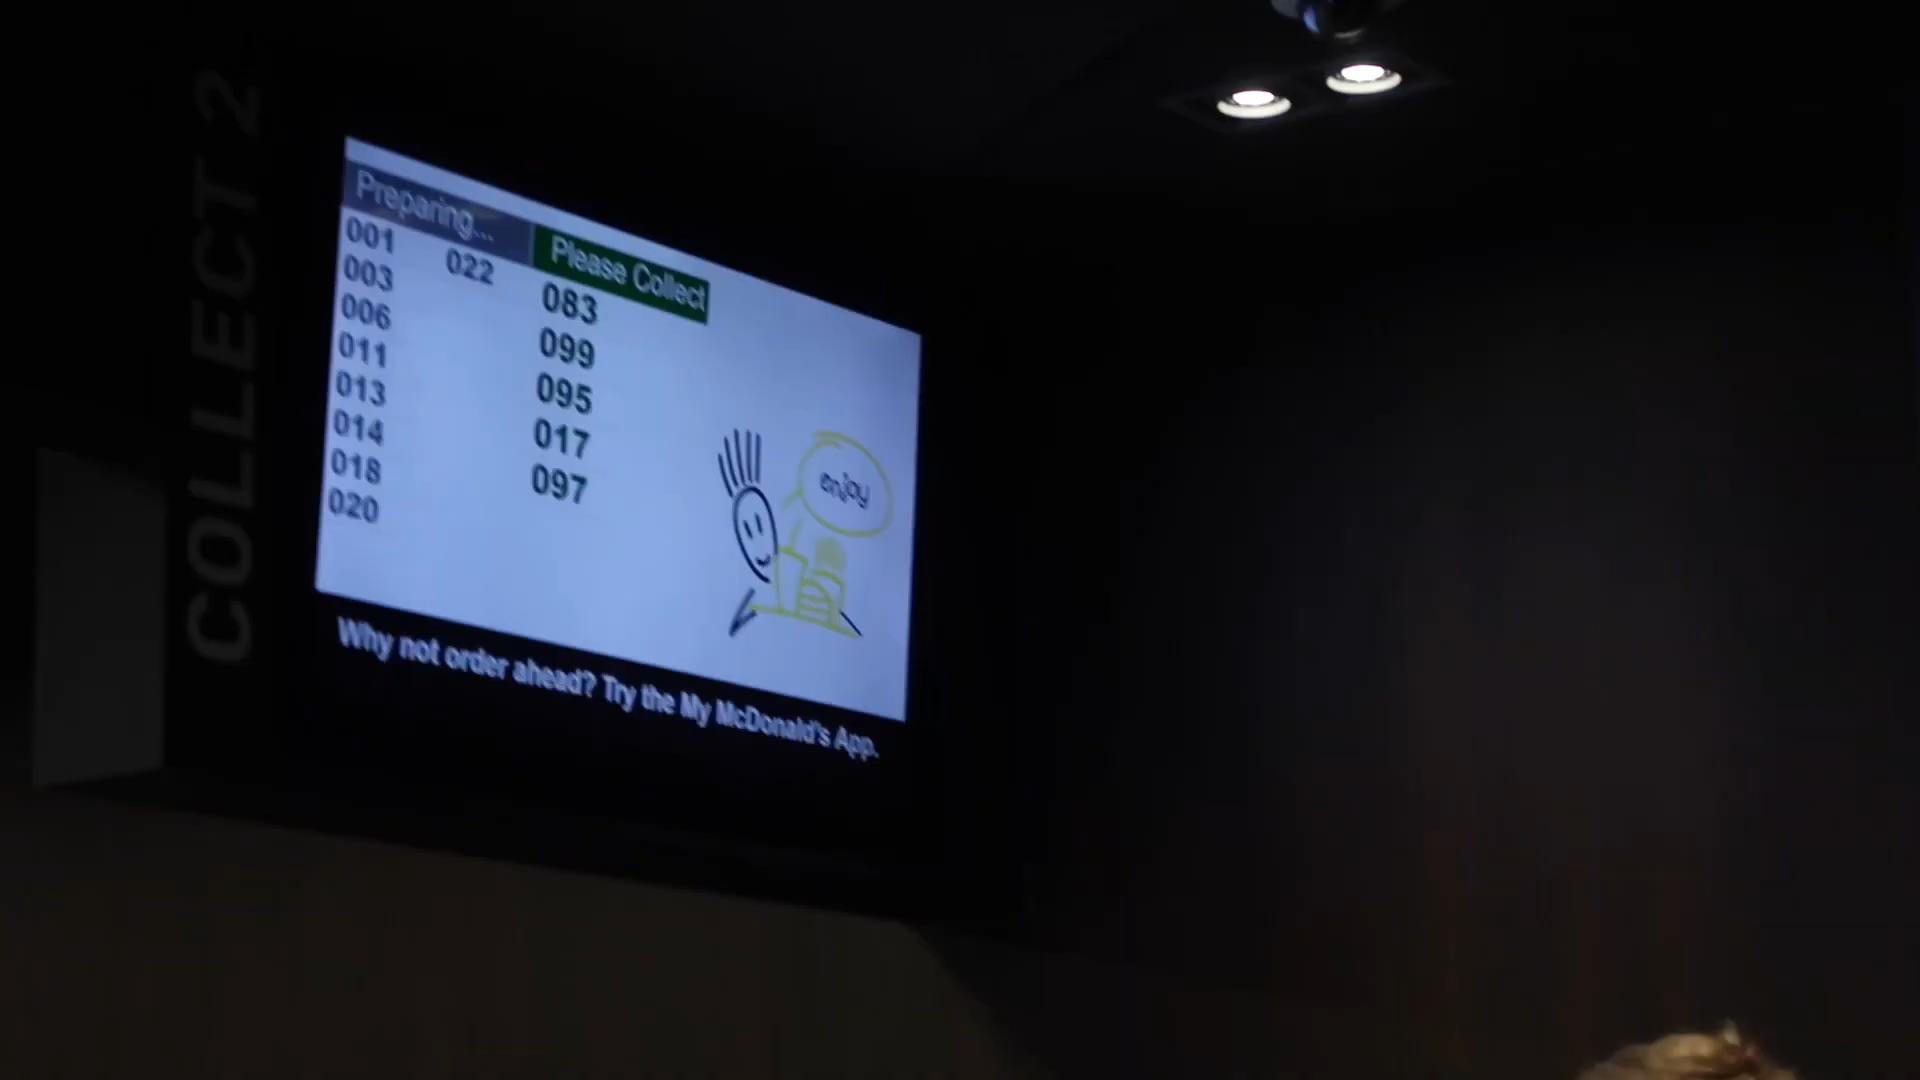 COLLECT 2
Preparing...
001 022
003
006
011
013
014
018
020
Please Collect
083
099
095
017
097
enjoy
Why not order ahead? Try the My McDonald's App.